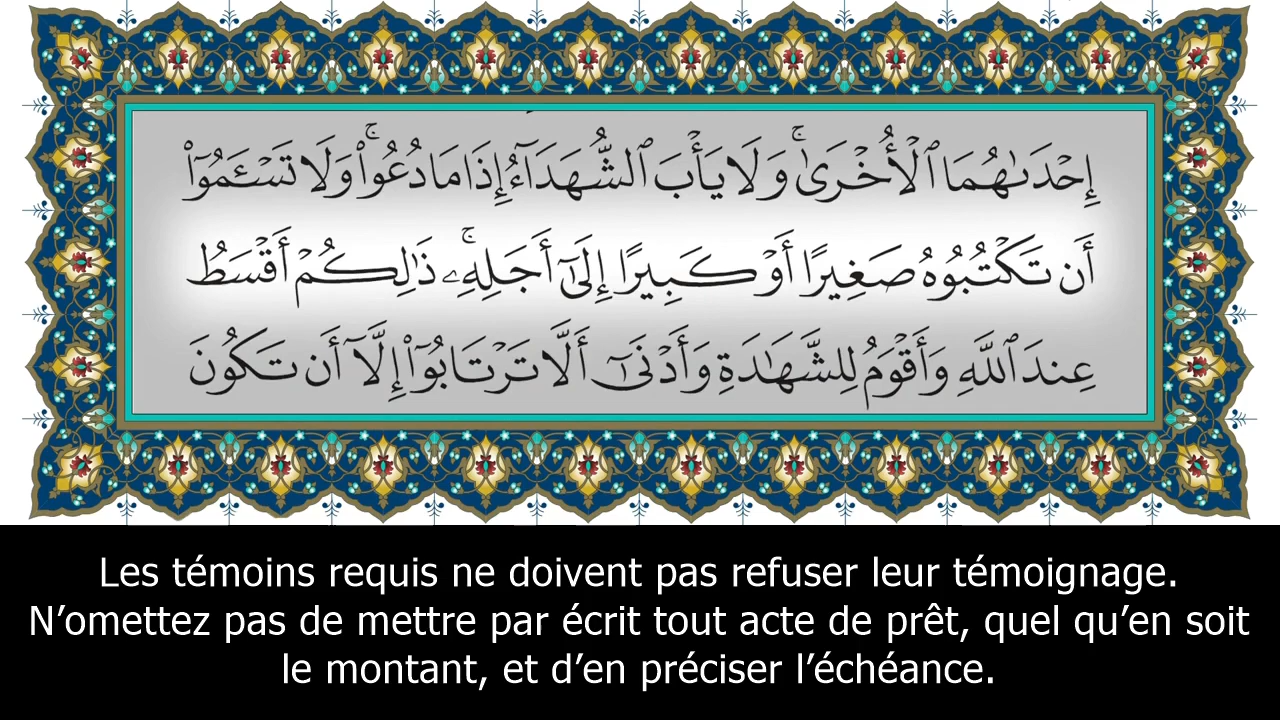 إِحْدَىٰهُمَا ٱلْأُخْرَىٰ ۚ وَلَا يَأْبَ ٱلشُّهَدَآءُ إِذَا مَا دُعُوا۟ ۚ وَلَا تَسْـَٔمُوٓا۟
أَن تَكْتُبُوهُ صَغِيرًا أَوْ كَبِيرًا إِلَىٰٓ أَجَلِهِۦ ۚ ذَٰلِكُمْ أَقْسَطُ
عِندَ ٱللَّهِ وَأَقْوَمُ لِلشَّهَـٰدَةِ وَأَدْنَىٰٓ أَلَّا تَرْتَابُوٓا۟ إِلَّآ أَن تَكُونَ
Les témoins requis ne doivent pas refuser leur témoignage.
N’omettez pas de mettre par écrit tout acte de prêt, quel qu’en soit
le montant, et d’en préciser l’échéance.